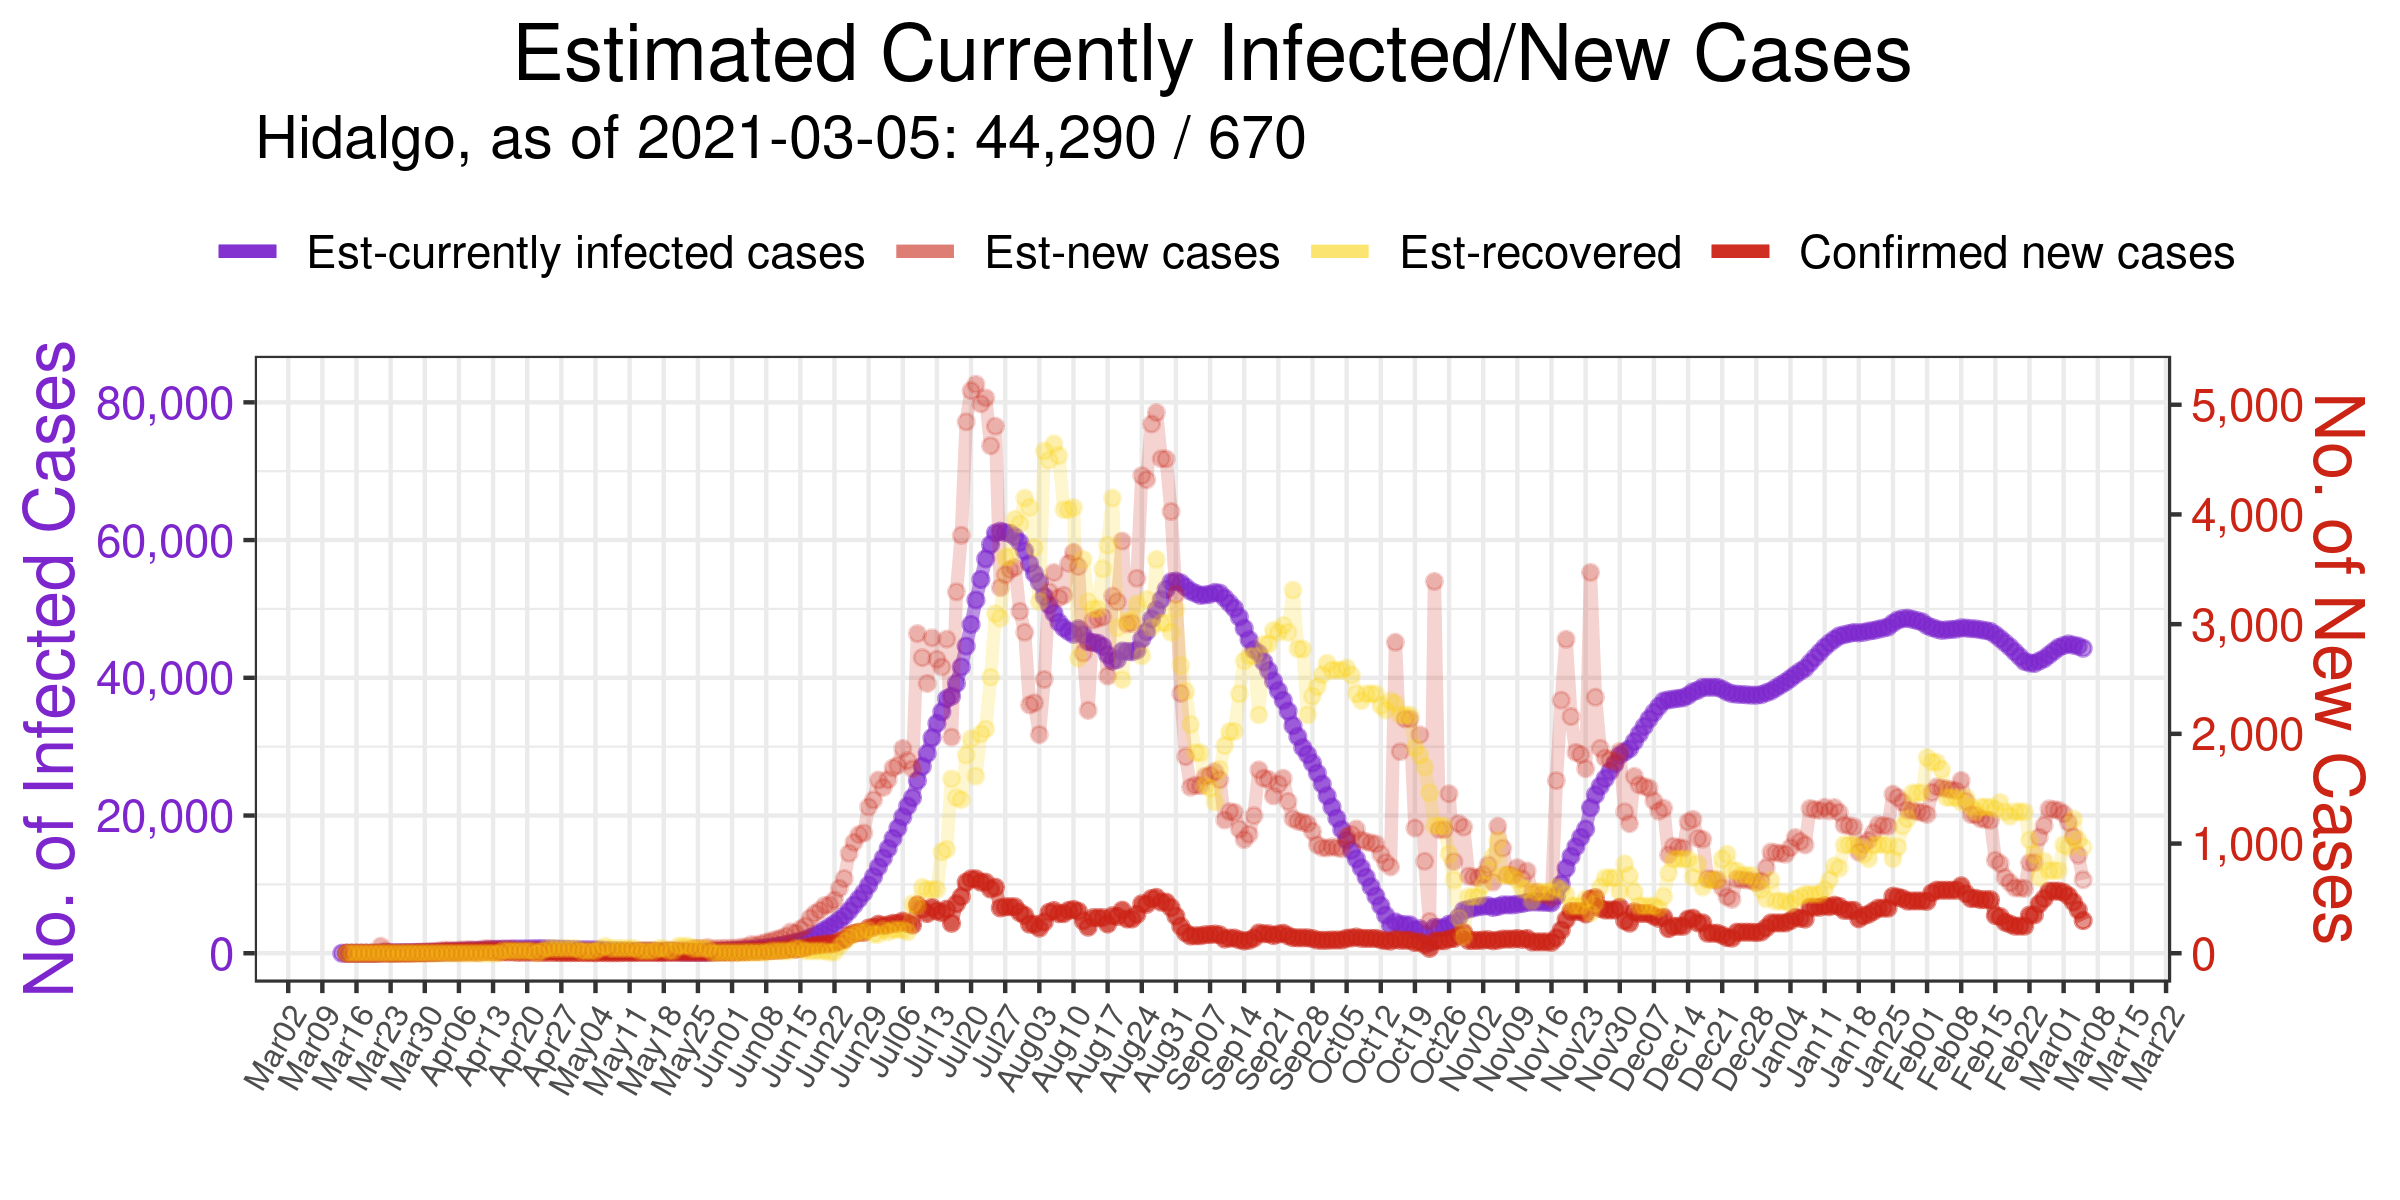 Estimated Currently Infected/New Cases
Hidalgo, as of 2021-03-05: 44,290 / 670
Est-currently infected cases Est-new cases Est-recovered Confirmed new cases
No. of Infected Cases
80,000
60,000
40,000
20,000
0
5,000
4,000
3,000
2,000
1,000
0
No. of New Cases
Mar02 Mar09 Mar16 Mar23 Mar30 Apr06 Apr13 Apr20 Apr27 May04 May11 May18 May25 Jun01 Jun08 Jun15 Jun22 Jun29 Jul06 Jul13 Jul20 Jul27 Aug03 Aug10 Aug17 Aug24 Aug31 Sep07 Sep14 Sep21 Sep28 Oct05 Oct12 Oct19 Oct26 Nov02 Nov09 Nov16 Nov23 Nov30 Dec07 Dec14 Dec21 Dec28 Jan04 Jan11 Jan18 Jan25 Feb01 Feb08 Feb15 Feb22 Mar01 Mar08 Mar15 Mar22